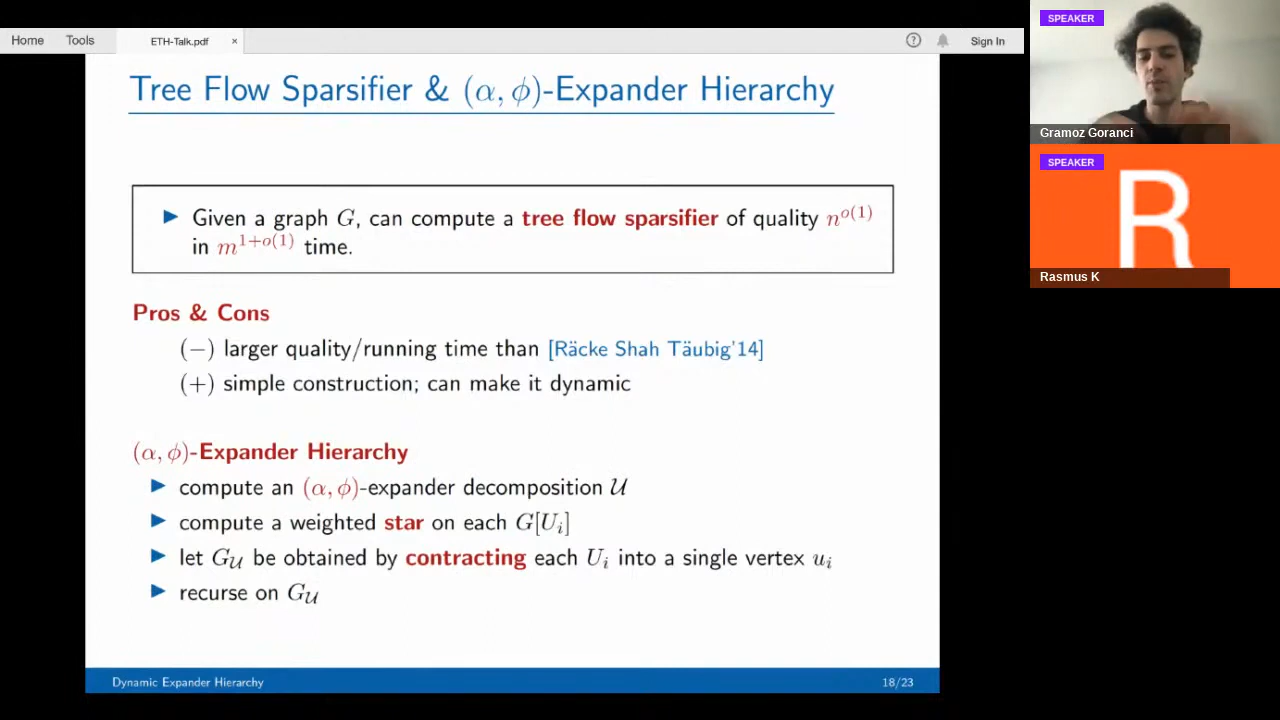 Home Tools ETH-Talk.pdf × ? Sign In
Tree Flow Sparsifier & (α, ϕ)-Expander Hierarchy
▶ Given a graph G, can compute a tree flow sparsifier of quality n^{o(1)}
in m^{1+o(1)} time.
Pros & Cons
(−) larger quality/running time than [Räcke Shah Täubig'14]
(+) simple construction; can make it dynamic
(α, ϕ)-Expander Hierarchy
▶ compute an (α, ϕ)-expander decomposition 𝒰
▶ compute a weighted star on each G[U_i]
▶ let G_𝒰 be obtained by contracting each U_i into a single vertex u_i
▶ recurse on G_𝒰
Dynamic Expander Hierarchy 18/23
SPEAKER
Gramoz Goranci
SPEAKER
R
Rasmus K